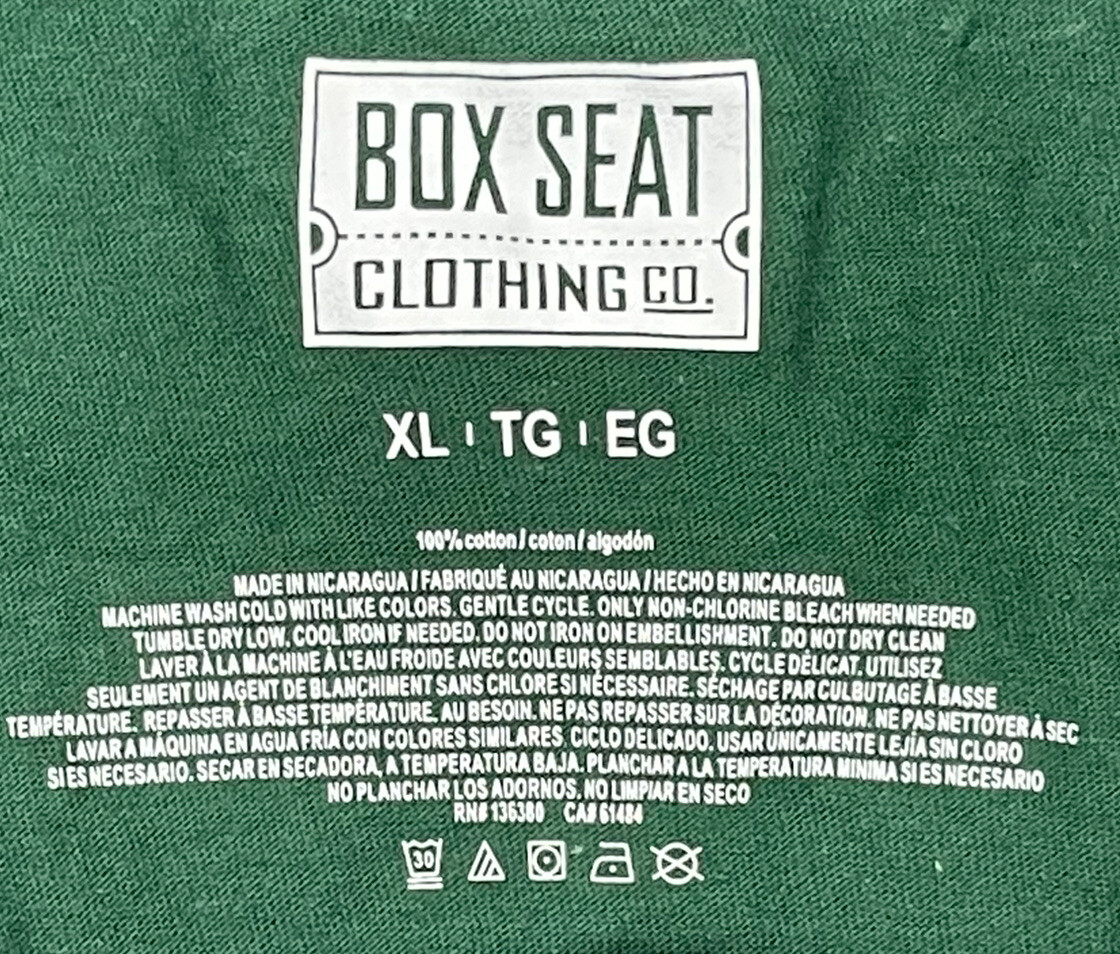 BOX SEAT
CLOTHING CO.
XL | TG | EG
100% cotton / coton / algodón
MADE IN NICARAGUA / FABRIQUÉ AU NICARAGUA / HECHO EN NICARAGUA
MACHINE WASH COLD WITH LIKE COLORS. GENTLE CYCLE. ONLY NON-CHLORINE BLEACH WHEN NEEDED
TUMBLE DRY LOW. COOL IRON IF NEEDED. DO NOT IRON ON EMBELLISHMENT. DO NOT DRY CLEAN
LAVER À LA MACHINE À L'EAU FROIDE AVEC COULEURS SEMBLABLES. CYCLE DÉLICAT. UTILISEZ
SEULEMENT UN AGENT DE BLANCHIMENT SANS CHLORE SI NÉCESSAIRE. SÉCHAGE PAR CULBUTAGE À BASSE
TEMPÉRATURE. REPASSER À BASSE TEMPÉRATURE. AU BESOIN. NE PAS REPASSER SUR LA DÉCORATION. NE PAS NETTOYER À SEC
LAVAR A MÁQUINA EN AGUA FRÍA CON COLORES SIMILARES. CICLO DELICADO. USAR ÚNICAMENTE LEJÍA SIN CLORO
SI ES NECESARIO. SECAR EN SECADORA, A TEMPERATURA BAJA. PLANCHAR A LA TEMPERATURA MINIMA SI ES NECESARIO
NO PLANCHAR LOS ADORNOS. NO LIMPIAR EN SECO
RN# 136380 CA# 61484
30